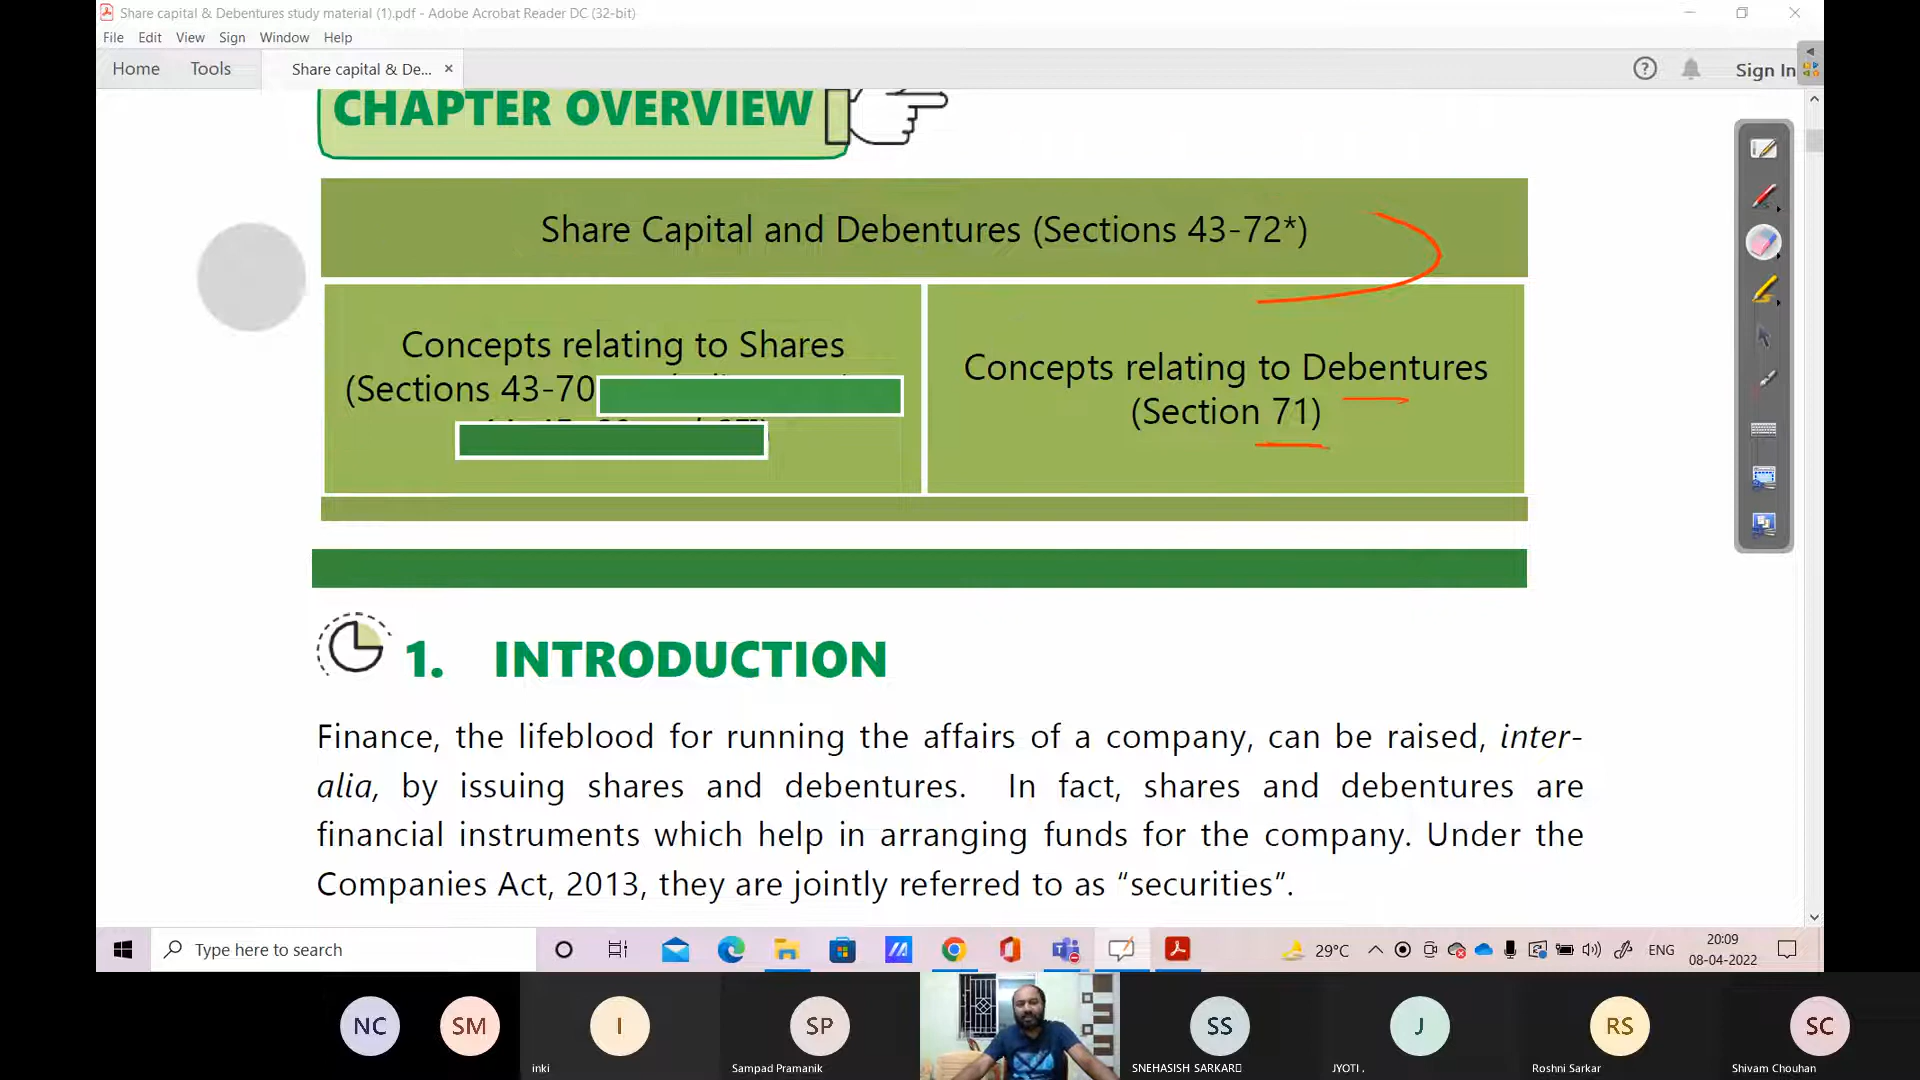 Share capital & Debentures study material (1).pdf - Adobe Acrobat Reader DC (32-bit)
File Edit View Sign Window Help
Home Tools Share capital & De... × Sign In
CHAPTER OVERVIEW
Share Capital and Debentures (Sections 43-72*)
Concepts relating to Shares
(Sections 43-70
Concepts relating to Debentures
(Section 71)
1. INTRODUCTION
Finance, the lifeblood for running the affairs of a company, can be raised, inter-
alia, by issuing shares and debentures. In fact, shares and debentures are
financial instruments which help in arranging funds for the company. Under the
Companies Act, 2013, they are jointly referred to as “securities”.
Type here to search
29°C
ENG
20:09
08-04-2022
NC SM I SP SS J RS SC
inki Sampad Pramanik SNEHASISH SARKAR JYOTI . Roshni Sarkar Shivam Chouhan